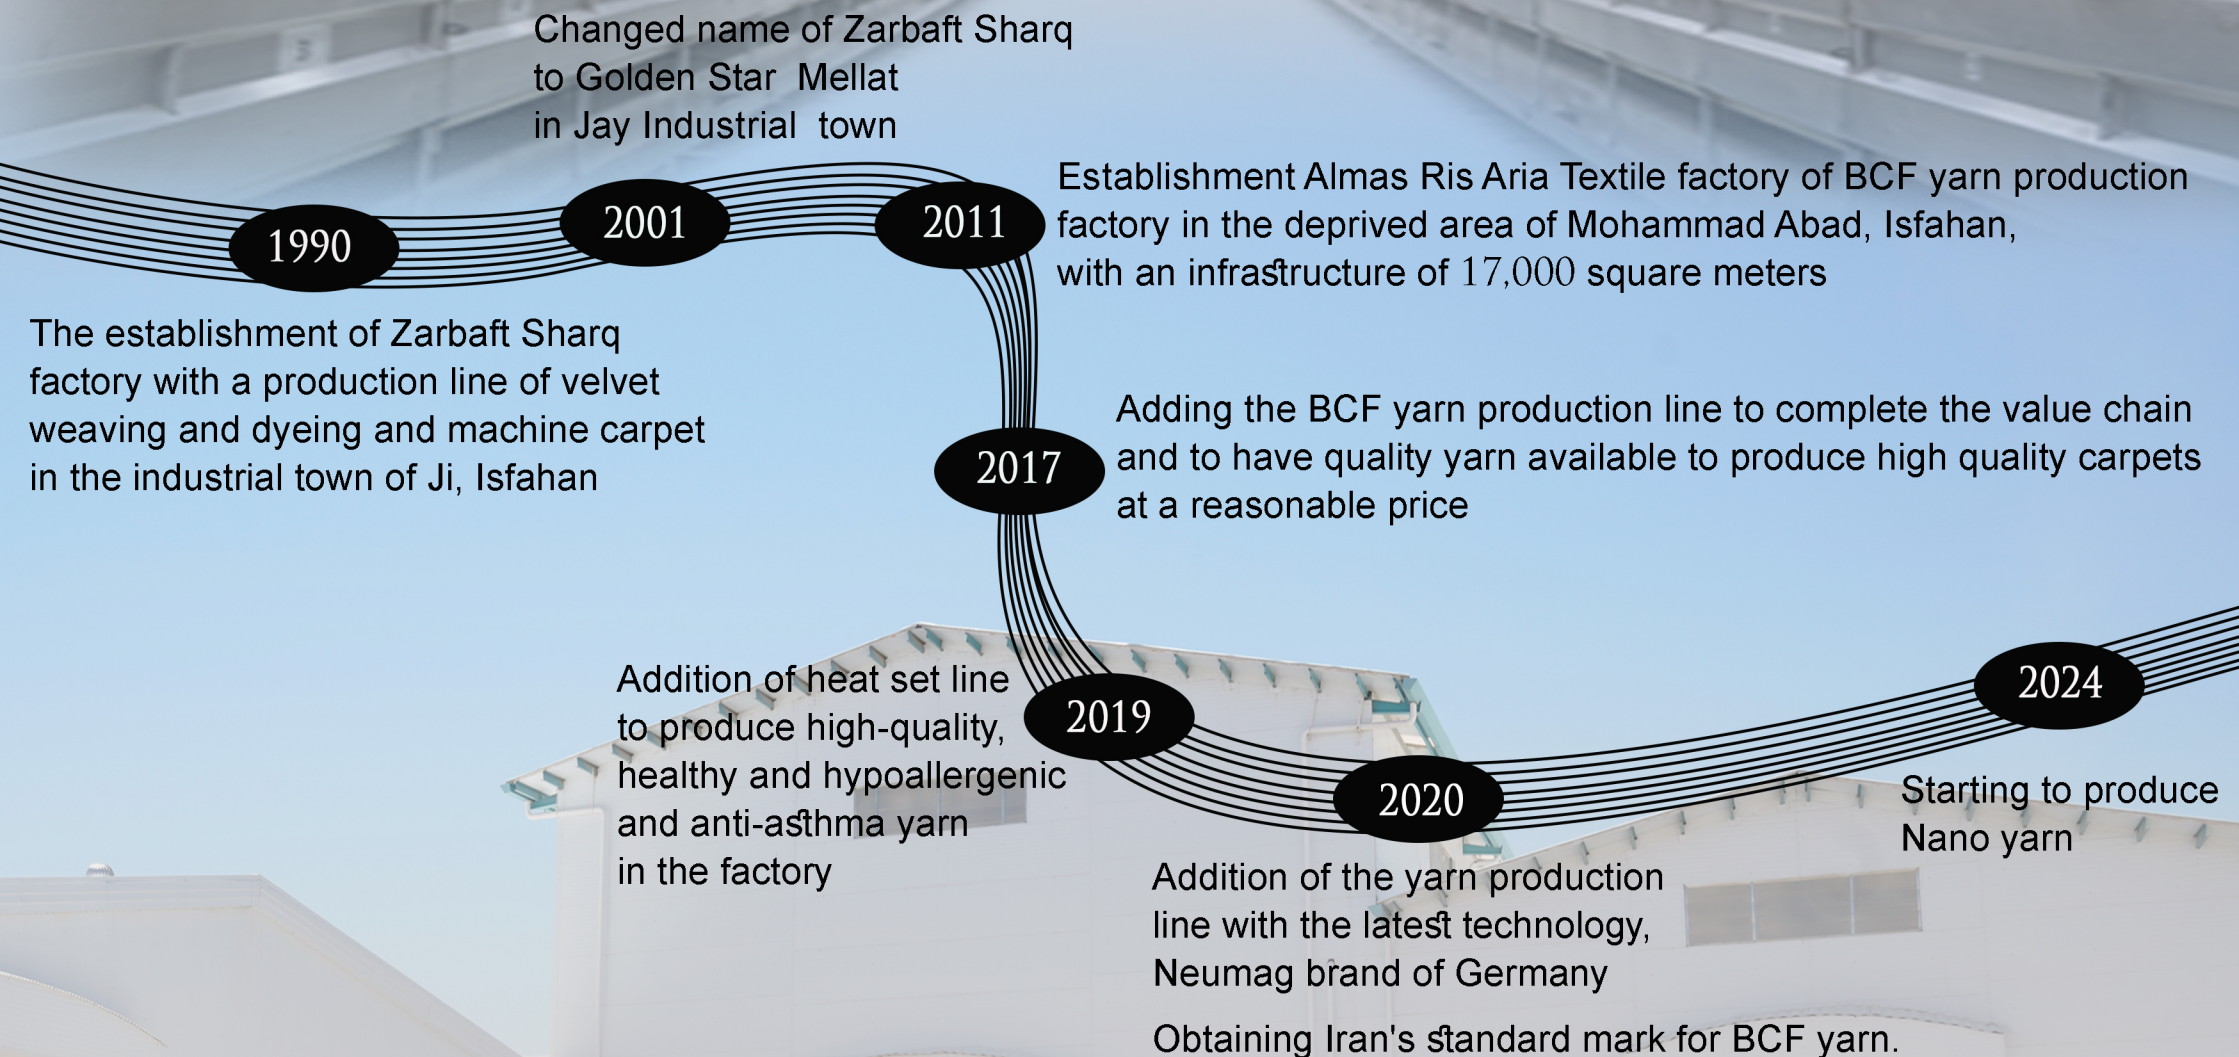 Changed name of Zarbaft Sharq
to Golden Star Mellat
in Jay Industrial town
1990
2001
2011
The establishment of Zarbaft Sharq
factory with a production line of velvet
weaving and dyeing and machine carpet
in the industrial town of Ji, Isfahan
Establishment Almas Ris Aria Textile factory of BCF yarn production
factory in the deprived area of Mohammad Abad, Isfahan,
with an infrastructure of 17,000 square meters
2017
Adding the BCF yarn production line to complete the value chain
and to have quality yarn available to produce high quality carpets
at a reasonable price
2019
Addition of heat set line
to produce high-quality,
healthy and hypoallergenic
and anti-asthma yarn
in the factory
2020
Addition of the yarn production
line with the latest technology,
Neumag brand of Germany
Obtaining Iran's standard mark for BCF yarn.
2024
Starting to produce
Nano yarn